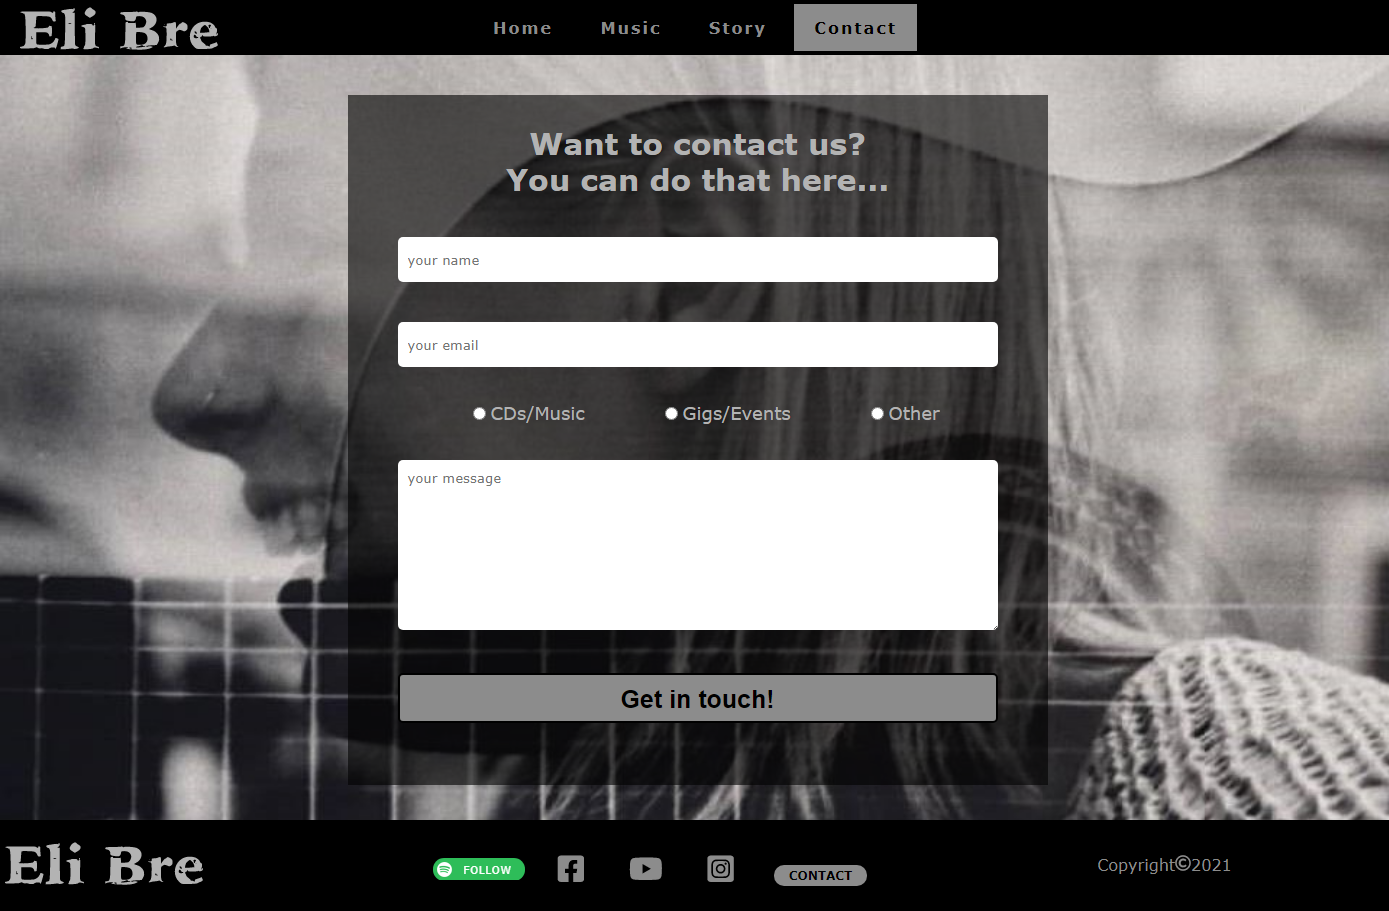 Eli Bre
Home Music Story Contact
Want to contact us?
You can do that here...
your name
your email
CDs/Music Gigs/Events Other
your message
Get in touch!
Eli Bre
FOLLOW
CONTACT
Copyright©2021